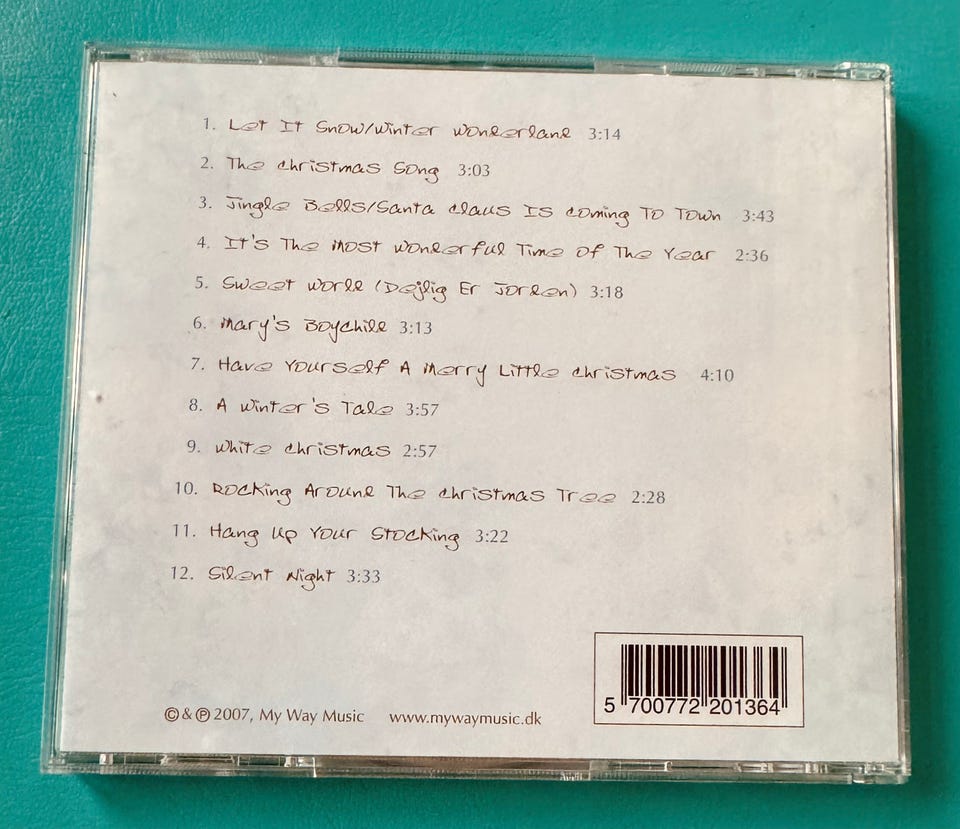 1. Let It Snow/Winter Wonderland 3:14
2. The Christmas Song 3:03
3. Jingle Bells/Santa Claus Is Coming To Town 3:43
4. It's The Most Wonderful Time Of The Year 2:36
5. Sweet World (Dejlig Er Jorden) 3:18
6. Mary's Boychild 3:13
7. Have Yourself A Merry Little Christmas 4:10
8. A Winter's Tale 3:57
9. White Christmas 2:57
10. Rocking Around The Christmas Tree 2:28
11. Hang Up Your Stocking 3:22
12. Silent Night 3:33
© & ℗ 2007, My Way Music www.mywaymusic.dk
5 700772 201364